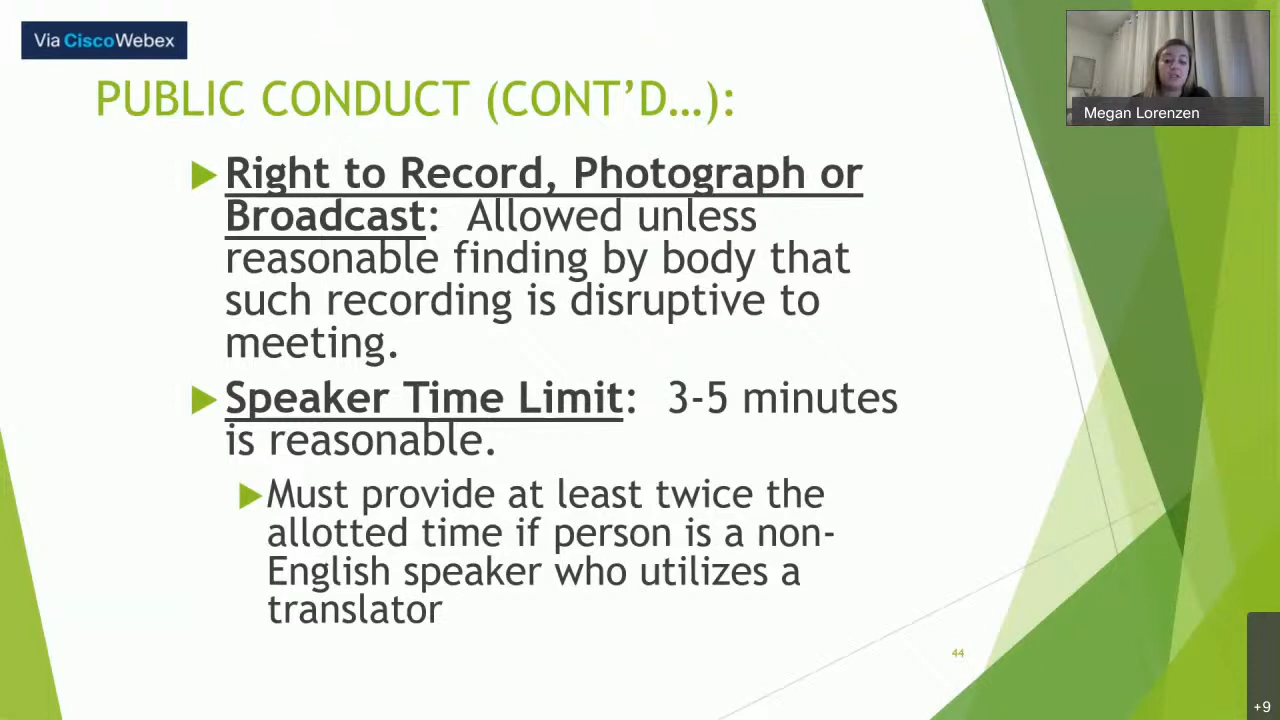 Via CiscoWebex
Megan Lorenzen
PUBLIC CONDUCT (CONT’D…):
Right to Record, Photograph or
Broadcast:  Allowed unless
reasonable finding by body that
such recording is disruptive to
meeting.
Speaker Time Limit:  3-5 minutes
is reasonable.
Must provide at least twice the
allotted time if person is a non-
English speaker who utilizes a
translator
44
+9